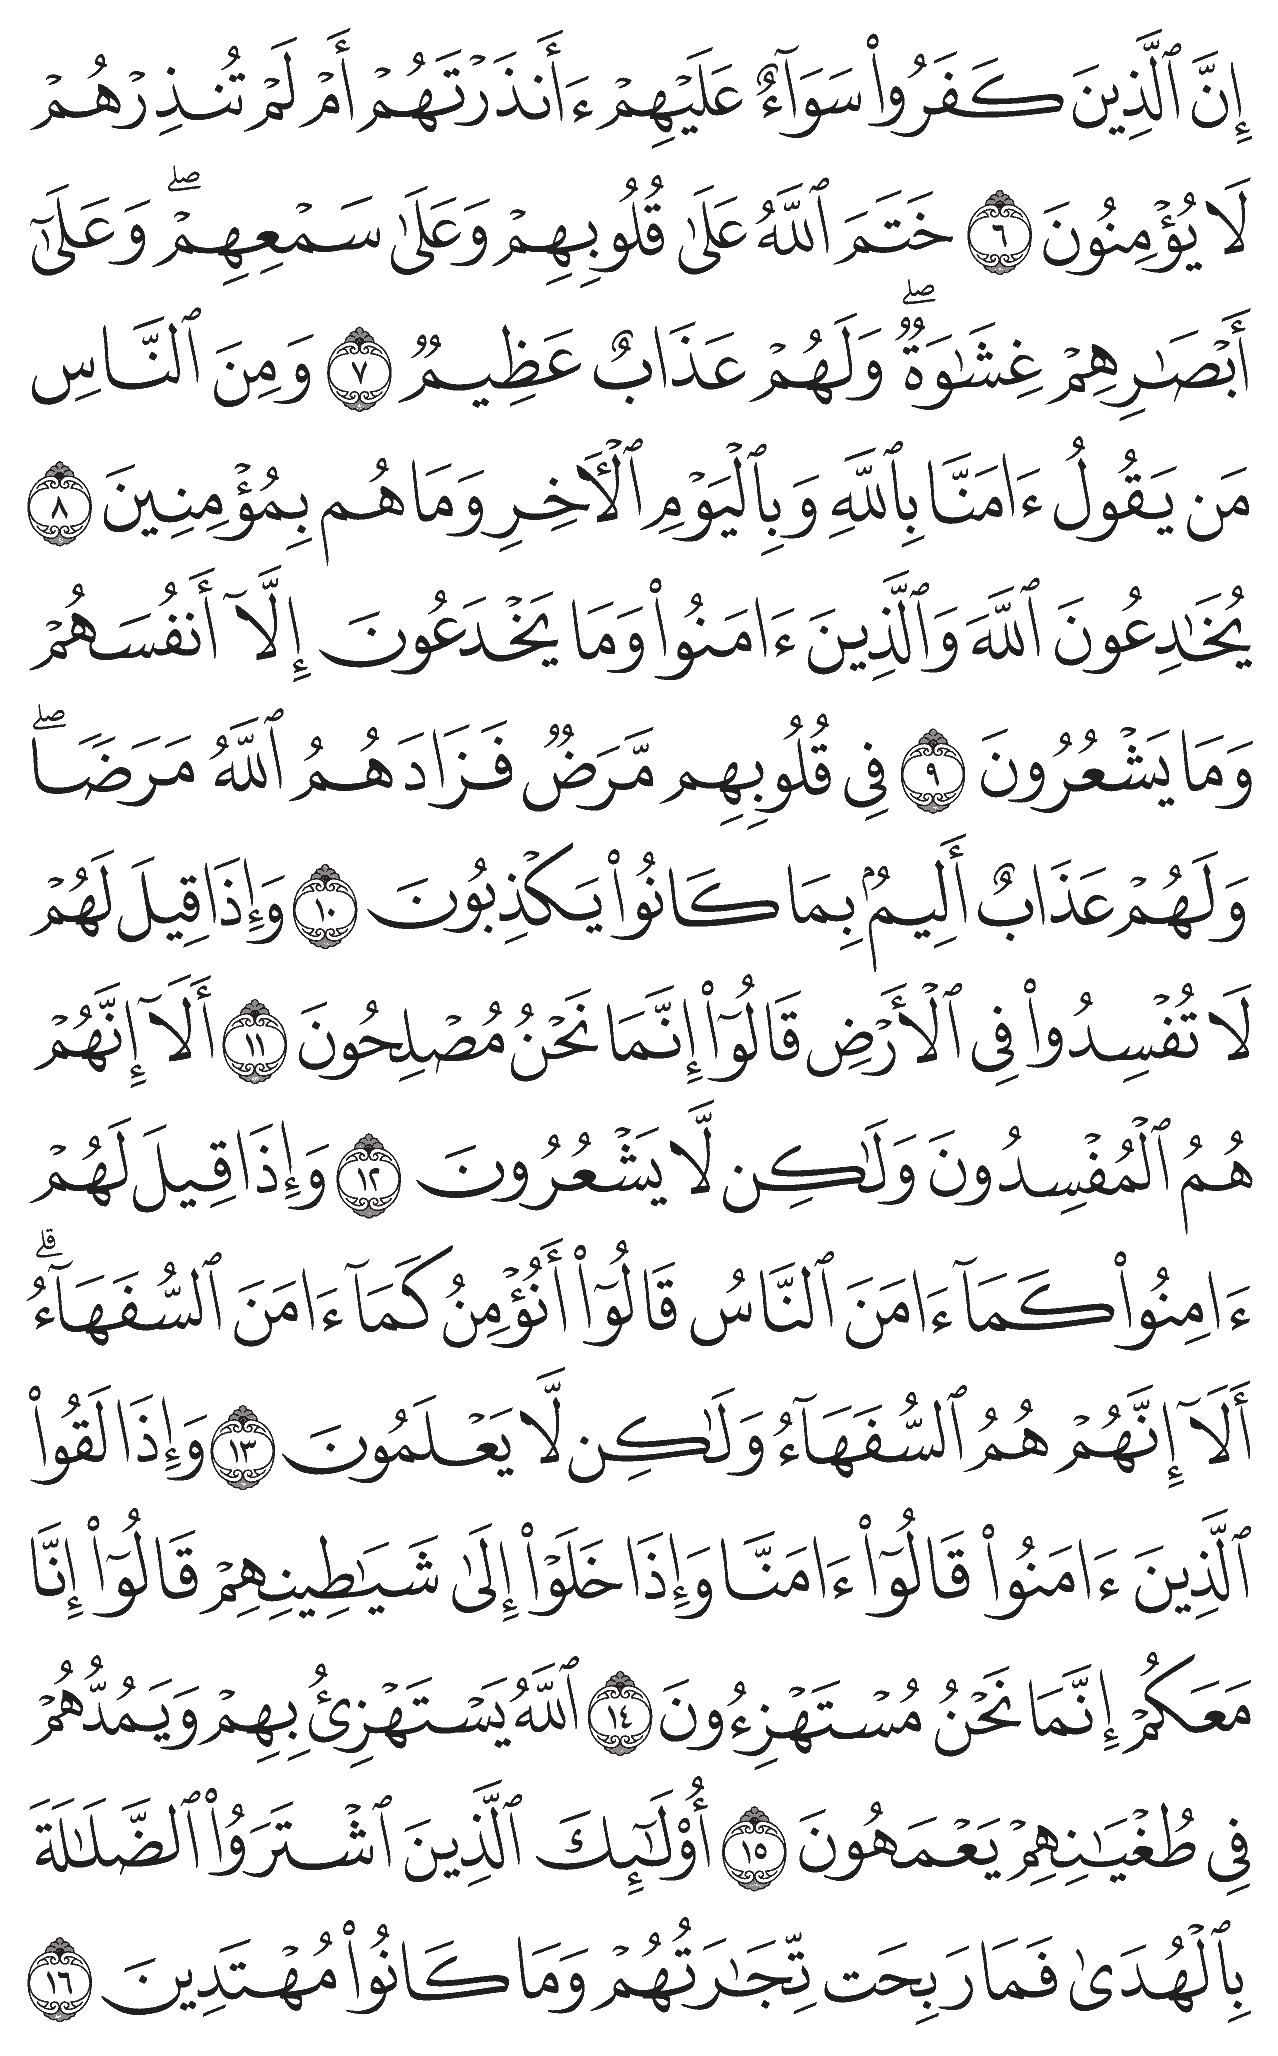 إِنَّ ٱلَّذِينَ كَفَرُوا۟ سَوَآءٌ عَلَيْهِمْ ءَأَنذَرْتَهُمْ أَمْ لَمْ تُنذِرْهُمْ
لَا يُؤْمِنُونَ ٦ خَتَمَ ٱللَّهُ عَلَىٰ قُلُوبِهِمْ وَعَلَىٰ سَمْعِهِمْ ۖ وَعَلَىٰٓ
أَبْصَـٰرِهِمْ غِشَـٰوَةٌ ۖ وَلَهُمْ عَذَابٌ عَظِيمٌ ٧ وَمِنَ ٱلنَّاسِ
مَن يَقُولُ ءَامَنَّا بِٱللَّهِ وَبِٱلْيَوْمِ ٱلْـَٔاخِرِ وَمَا هُم بِمُؤْمِنِينَ ٨
يُخَـٰدِعُونَ ٱللَّهَ وَٱلَّذِينَ ءَامَنُوا۟ وَمَا يَخْدَعُونَ إِلَّآ أَنفُسَهُمْ
وَمَا يَشْعُرُونَ ٩ فِى قُلُوبِهِم مَّرَضٌ فَزَادَهُمُ ٱللَّهُ مَرَضًا ۖ
وَلَهُمْ عَذَابٌ أَلِيمٌۢ بِمَا كَانُوا۟ يَكْذِبُونَ ١٠ وَإِذَا قِيلَ لَهُمْ
لَا تُفْسِدُوا۟ فِى ٱلْأَرْضِ قَالُوٓا۟ إِنَّمَا نَحْنُ مُصْلِحُونَ ١١ أَلَآ إِنَّهُمْ
هُمُ ٱلْمُفْسِدُونَ وَلَـٰكِن لَّا يَشْعُرُونَ ١٢ وَإِذَا قِيلَ لَهُمْ
ءَامِنُوا۟ كَمَآ ءَامَنَ ٱلنَّاسُ قَالُوٓا۟ أَنُؤْمِنُ كَمَآ ءَامَنَ ٱلسُّفَهَآءُ ۗ
أَلَآ إِنَّهُمْ هُمُ ٱلسُّفَهَآءُ وَلَـٰكِن لَّا يَعْلَمُونَ ١٣ وَإِذَا لَقُوا۟
ٱلَّذِينَ ءَامَنُوا۟ قَالُوٓا۟ ءَامَنَّا وَإِذَا خَلَوْا۟ إِلَىٰ شَيَـٰطِينِهِمْ قَالُوٓا۟ إِنَّا
مَعَكُمْ إِنَّمَا نَحْنُ مُسْتَهْزِءُونَ ١٤ ٱللَّهُ يَسْتَهْزِئُ بِهِمْ وَيَمُدُّهُمْ
فِى طُغْيَـٰنِهِمْ يَعْمَهُونَ ١٥ أُو۟لَـٰٓئِكَ ٱلَّذِينَ ٱشْتَرَوُا۟ ٱلضَّلَـٰلَةَ
بِٱلْهُدَىٰ فَمَا رَبِحَت تِّجَـٰرَتُهُمْ وَمَا كَانُوا۟ مُهْتَدِينَ ١٦